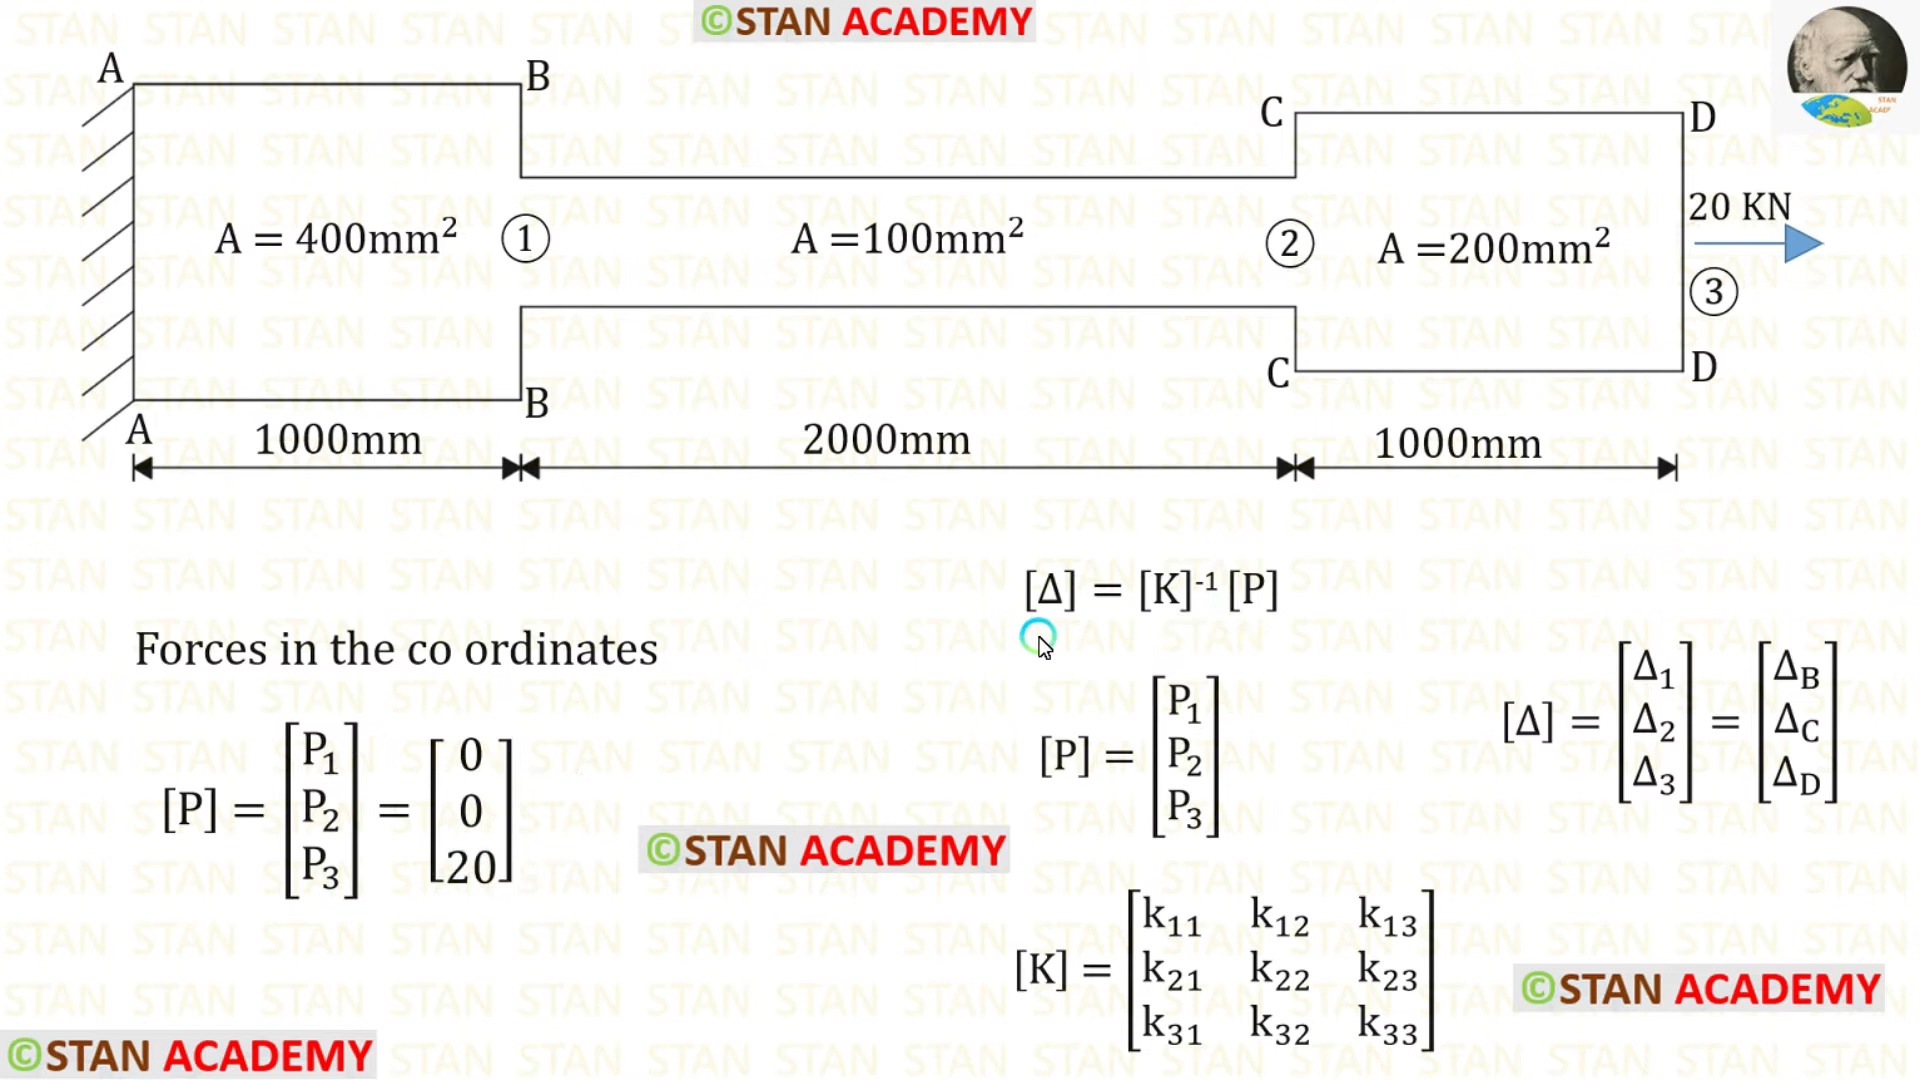 ©STAN ACADEMY
A B
C D
20 KN
A = 400mm² ① A =100mm² ② A =200mm²
③
C D
A B
1000mm 2000mm 1000mm
[Δ] = [K]⁻¹ [P]
Forces in the co ordinates
[P] = [P₁ P₂ P₃] = [0 0 20]
[P] = [P₁ P₂ P₃]
[Δ] = [Δ₁ Δ₂ Δ₃] = [Δ_B Δ_C Δ_D]
©STAN ACADEMY
[K] = [k₁₁ k₁₂ k₁₃
k₂₁ k₂₂ k₂₃
k₃₁ k₃₂ k₃₃]
©STAN ACADEMY
©STAN ACADEMY